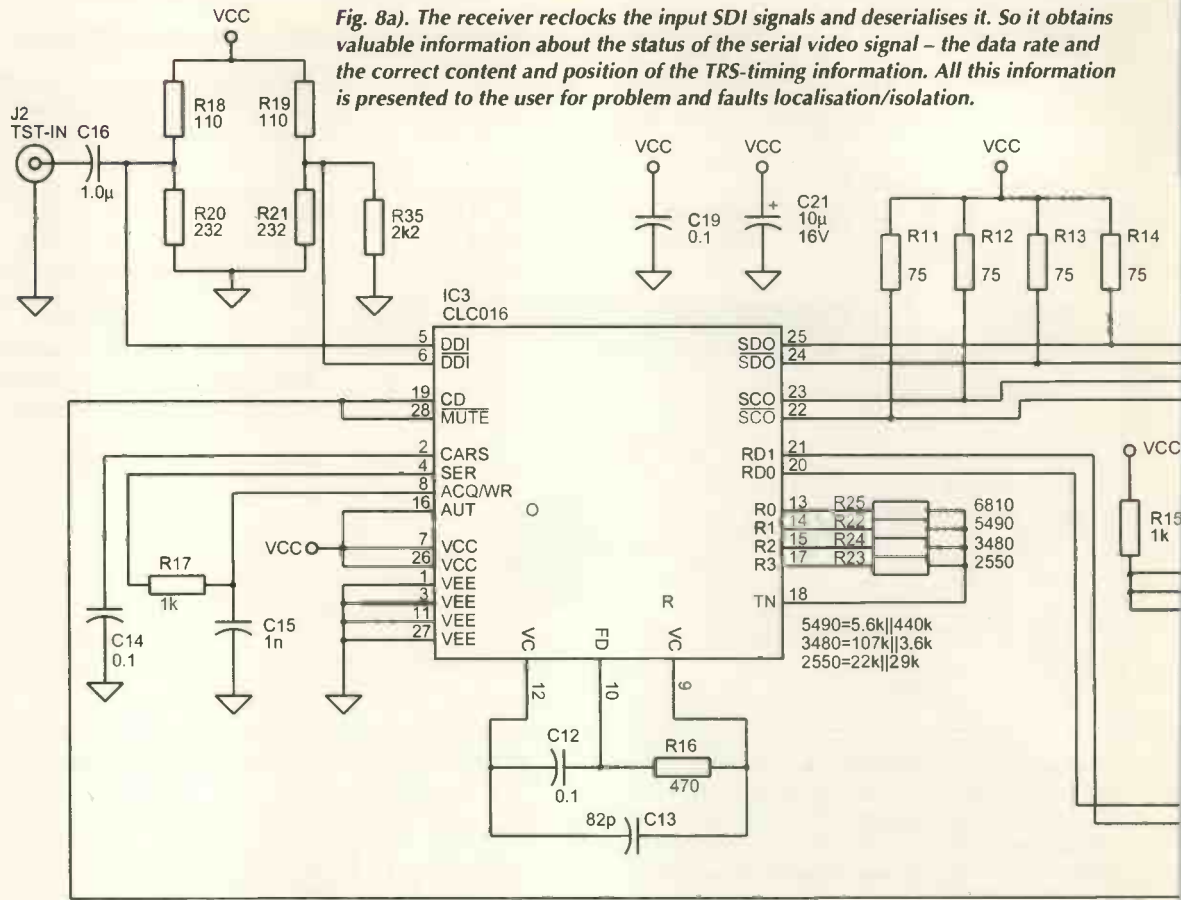 Fig. 8a). The receiver reclocks the input SDI signals and deserialises it. So it obtains
valuable information about the status of the serial video signal – the data rate and
the correct content and position of the TRS-timing information. All this information
is presented to the user for problem and faults localisation/isolation.
VCC
J2
TST-IN
C16
1.0µ
R18
110
R19
110
R20
232
R21
232
R35
2k2
VCC
C19
0.1
VCC
+
C21
10µ
16V
VCC
R11
75
R12
75
R13
75
R14
75
IC3
CLC016
5 DDI
6 DDI
19 CD
28 MUTE
2 CARS
4 SER
8 ACQ/WR
16 AUT
7 VCC
26 VCC
1 VEE
3 VEE
11 VEE
27 VEE
VCC
R17
1k
C14
0.1
C15
1n
O
R
SDO 25
SDO 24
SCO 23
SCO 22
RD1 21
RD0 20
R0 13 R25 6810
R1 14 R22 5490
R2 15 R24 3480
R3 17 R23 2550
TN 18
5490=5.6k||440k
3480=107k||3.6k
2550=22k||29k
VCC
R15
1k
VC
12
FD
10
VC
9
C12
0.1
R16
470
82p
C13